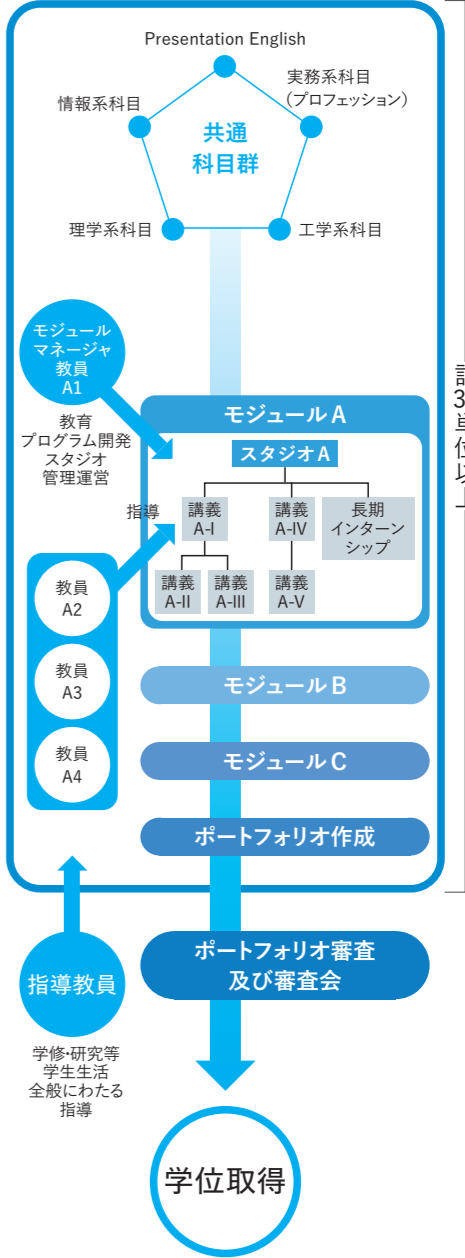 Presentation English
実務系科目
（プロフェッション）
情報系科目
共通
科目群
理学系科目
工学系科目
モジュール
マネージャ
教員
A1
教育
プログラム開発
スタジオ
管理運営
モジュール A
スタジオ A
指導
講義
A-I
講義
A-IV
長期
インターン
シップ
講義
A-II
講義
A-III
講義
A-V
教員
A2
教員
A3
教員
A4
モジュール B
モジュール C
ポートフォリオ作成
ポートフォリオ審査
及び審査会
指導教員
学修・研究等
学生生活
全般にわたる
指導
学位取得